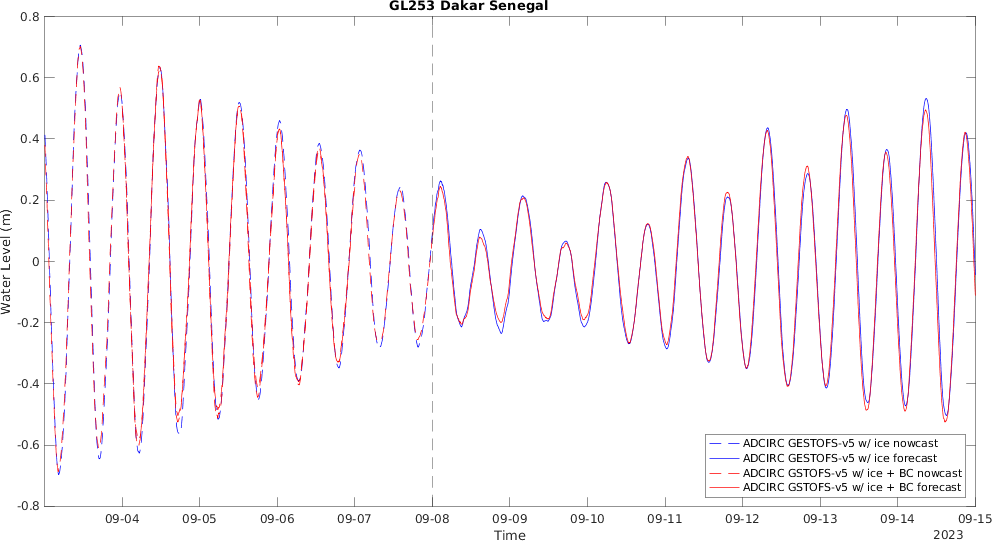 GL253 Dakar Senegal
0.8
0.6
0.4
0.2
0
-0.2
-0.4
-0.6
-0.8
Water Level (m)
ADCIRC GESTOFS-v5 w/ ice nowcast
ADCIRC GESTOFS-v5 w/ ice forecast
ADCIRC GSTOFS-v5 w/ ice + BC nowcast
ADCIRC GSTOFS-v5 w/ ice + BC forecast
09-04 09-05 09-06 09-07 09-08 09-09 09-10 09-11 09-12 09-13 09-14 09-15
Time
2023